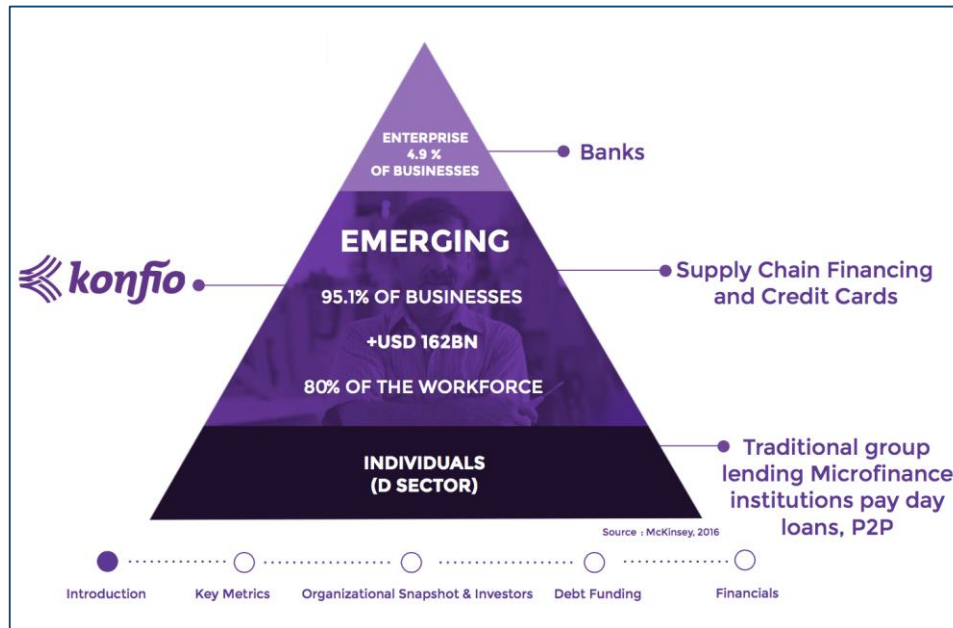 ENTERPRISE
4.9 %
OF BUSINESSES
Banks
EMERGING
konfio
95.1% OF BUSINESSES
+USD 162BN
80% OF THE WORKFORCE
Supply Chain Financing
and Credit Cards
INDIVIDUALS
(D SECTOR)
Traditional group
lending Microfinance
institutions pay day
loans, P2P
Source : McKinsey, 2016
Introduction
Key Metrics
Organizational Snapshot & Investors
Debt Funding
Financials